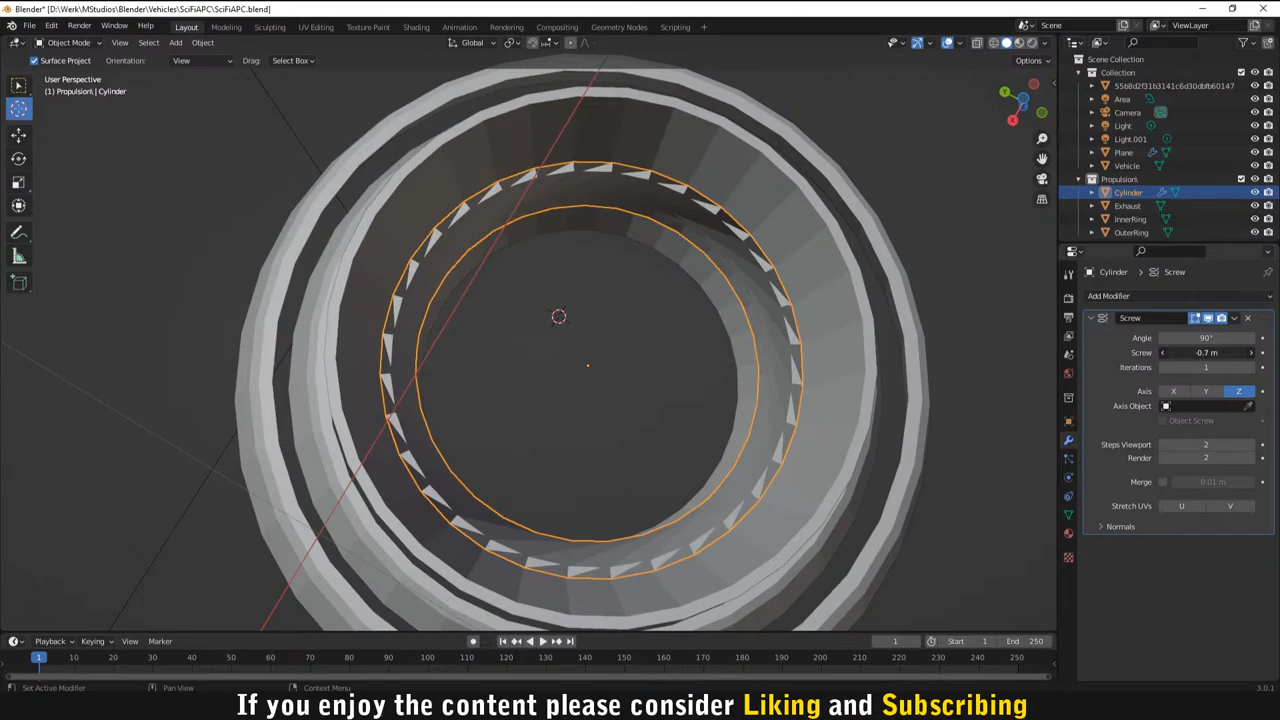 Blender* [D:\Werk\MStudios\Blender\Vehicles\SciFiAPC\SciFiAPC.blend]
File Edit Render Window Help Layout Modeling Sculpting UV Editing Texture Paint Shading Animation Rendering Compositing Geometry Nodes Scripting Scene ViewLayer
Object Mode View Select Add Object Global
Surface Project Orientation: View Drag: Select Box Options
User Perspective
(1) Propulsion\ | Cylinder
Y
X
Scene Collection
Collection
55b8d2f31b3141c6d30dbfb60147
Area
Camera
Light
Light.001
Plane
Vehicle
Propulsion\
Cylinder
Exhaust
InnerRing
OuterRing
Cylinder > Screw
Add Modifier
Screw
Angle 90°
Screw -0.7 m
Iterations 1
Axis X Y Z
Axis Object
Object Screw
Steps Viewport 2
Render 2
Merge 0.01 m
Stretch UVs U V
Normals
Playback Keying View Marker 1 Start 1 End 250
1 10 20 30 40 50 60 70 80 90 100 110 120 130 140 150 160 170 180 190 200 210 220 230 240 250
Set Active Modifier Pan View Context Menu 3.0.1
If you enjoy the content please consider Liking and Subscribing